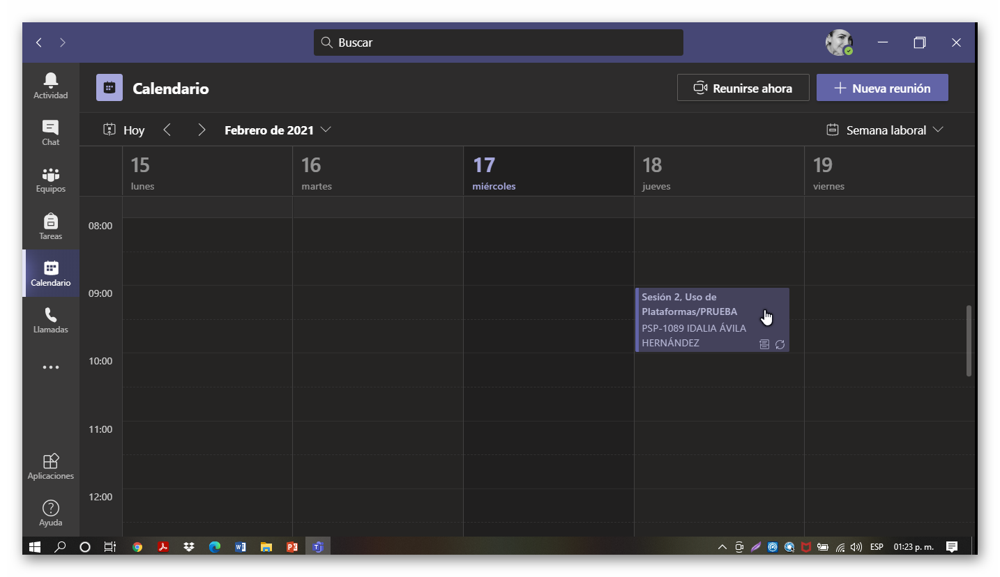 Buscar
Actividad
Chat
Equipos
Tareas
Calendario
Llamadas
Aplicaciones
Ayuda
Calendario
Reunirse ahora
Nueva reunión
Hoy
Febrero de 2021
Semana laboral
15
lunes
16
martes
17
miércoles
18
jueves
19
viernes
08:00
09:00
10:00
11:00
12:00
Sesión 2, Uso de
Plataformas/PRUEBA
PSP-1089 IDALIA ÁVILA
HERNÁNDEZ
ESP
01:23 p. m.